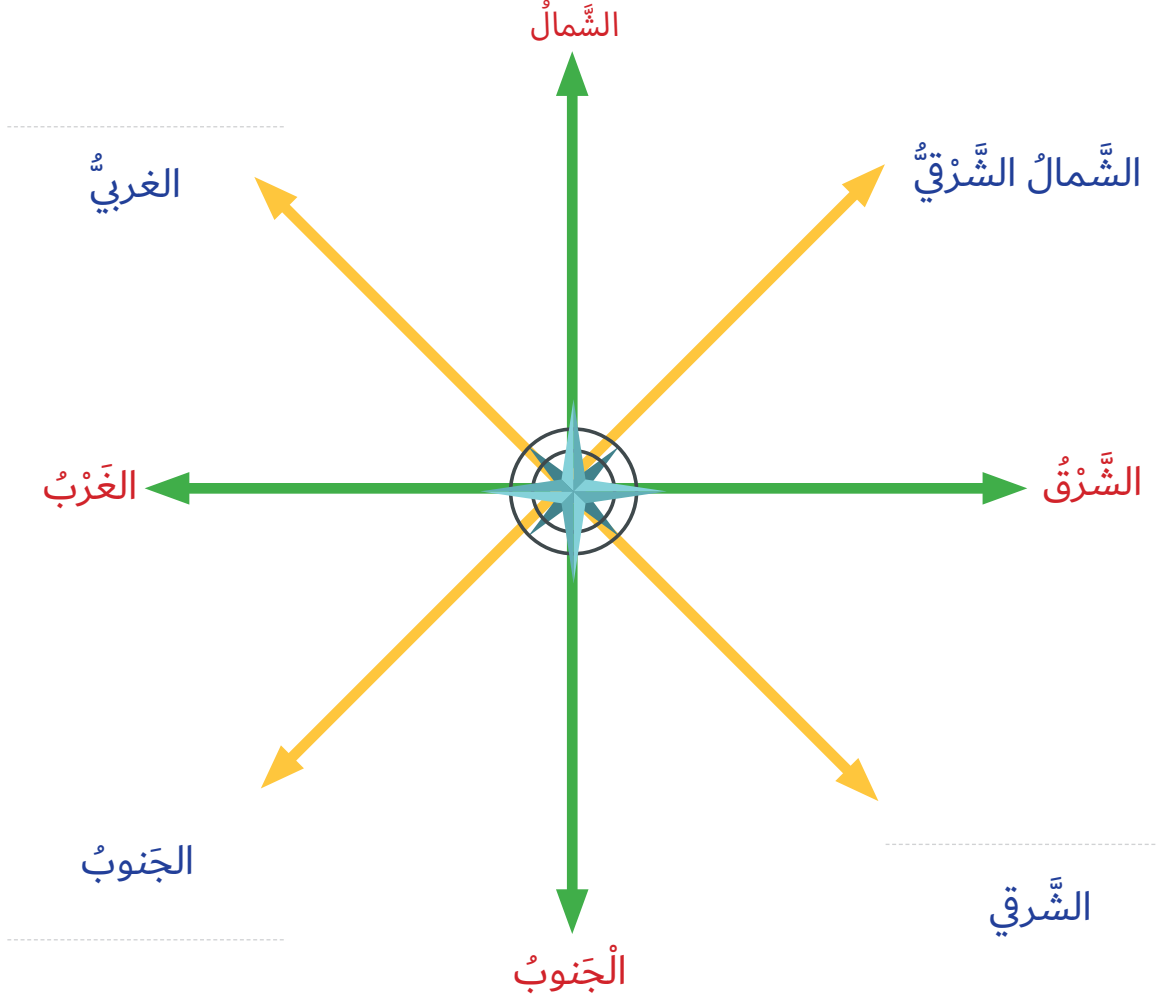 الشَّمالُ
الشَّمالُ الشَّرْقيُّ
الغربيُّ
الشَّرْقُ
الغَرْبُ
الجَنوبُ
الشَّرقي
الْجَنوبُ